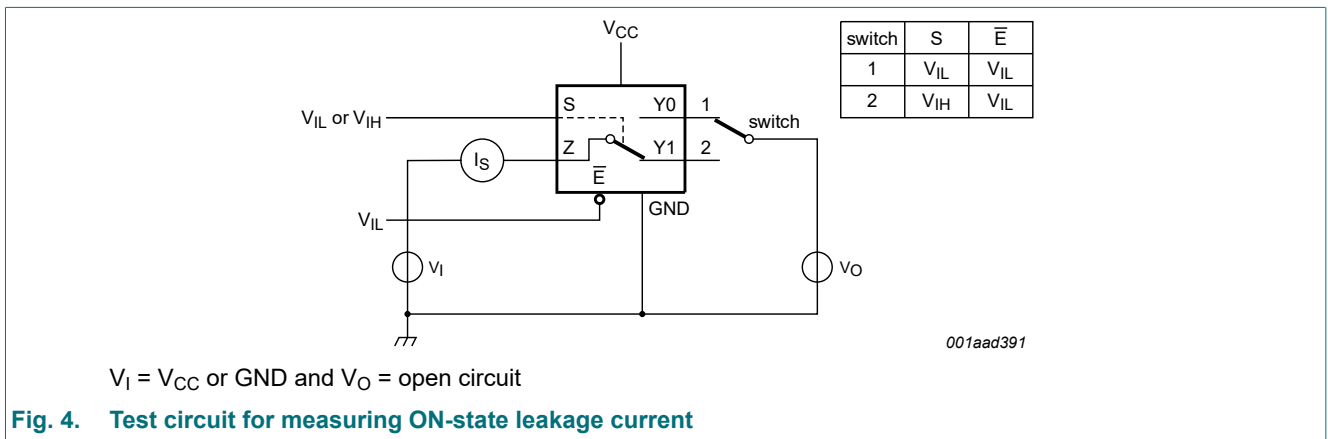 VCC
switch S E̅
1 VIL VIL
2 VIH VIL
S Y0 1
VIL or VIH
switch
IS Z Y1 2
E̅
VIL
GND
VI
VO
001aad391
VI = VCC or GND and VO = open circuit
Fig. 4. Test circuit for measuring ON-state leakage current